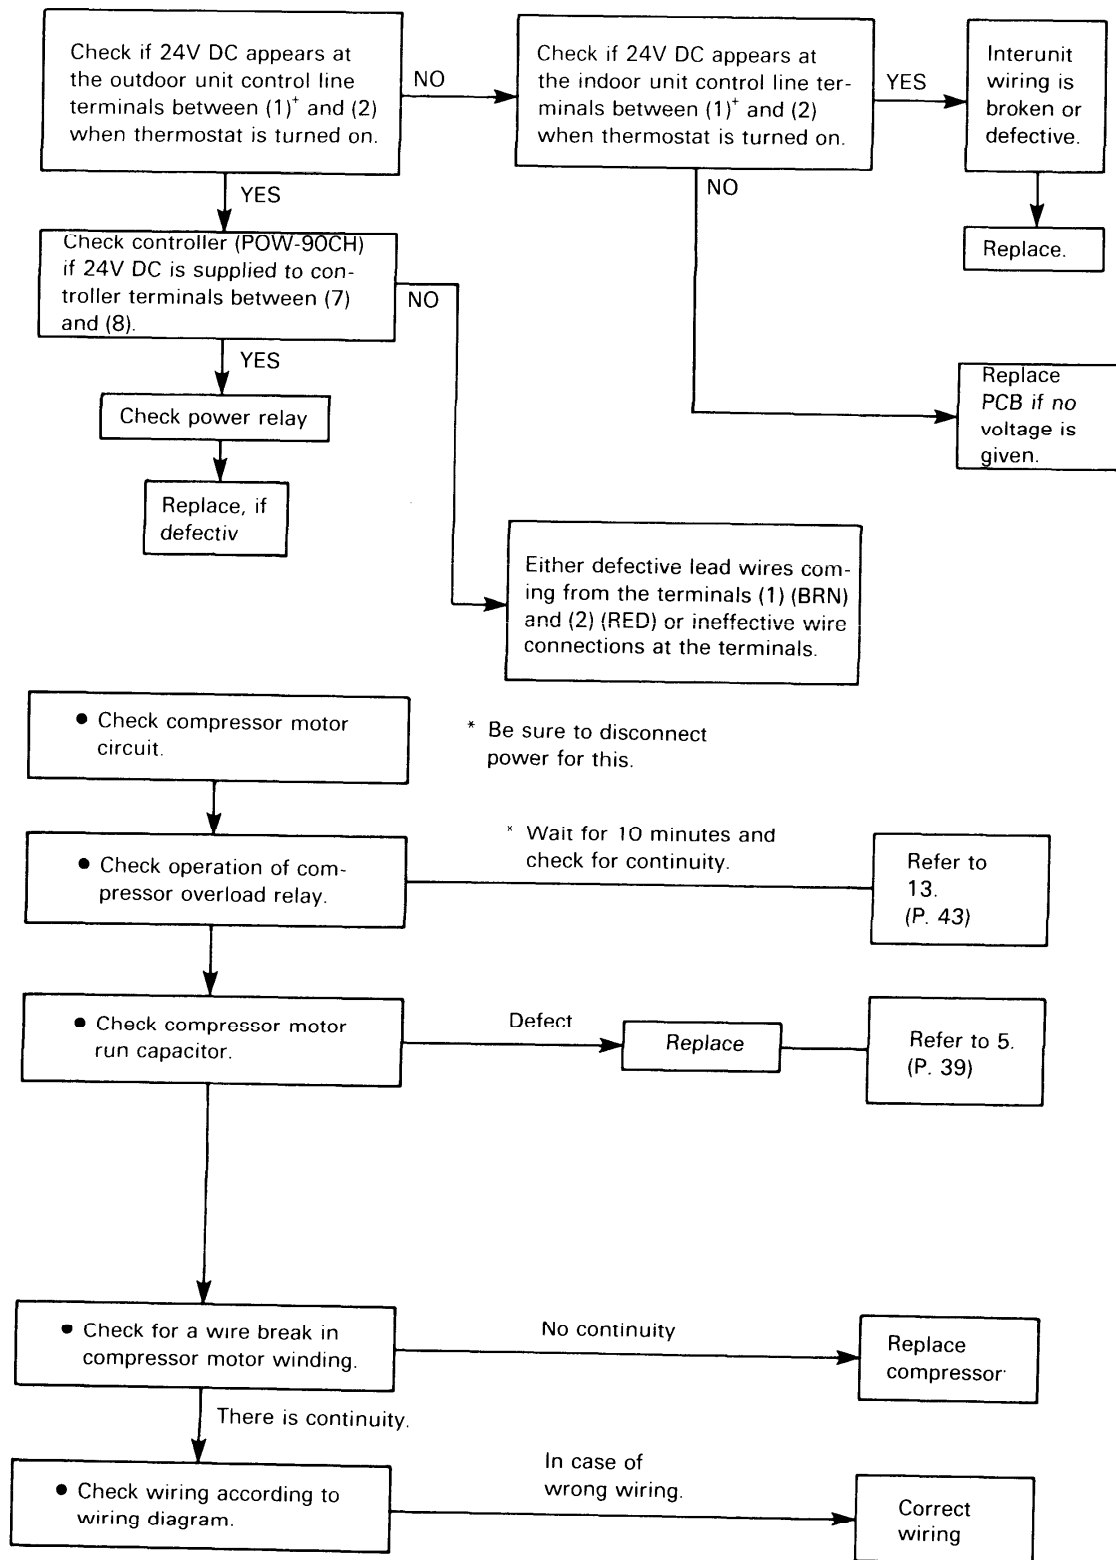 Check if 24V DC appears at
the outdoor unit control line
terminals between (1)⁺ and (2)
when thermostat is turned on.
NO
Check if 24V DC appears at
the indoor unit control line ter-
minals between (1)⁺ and (2)
when thermostat is turned on.
YES
Interunit
wiring is
broken or
defective.
YES
NO
Replace.
Check controller (POW-90CH)
if 24V DC is supplied to con-
troller terminals between (7)
and (8).
NO
YES
Check power relay
Replace
PCB if no
voltage is
given.
Replace, if
defectiv
Either defective lead wires com-
ing from the terminals (1) (BRN)
and (2) (RED) or ineffective wire
connections at the terminals.
● Check compressor motor
circuit.
* Be sure to disconnect
power for this.
● Check operation of com-
pressor overload relay.
* Wait for 10 minutes and
check for continuity.
Refer to
13.
(P. 43)
● Check compressor motor
run capacitor.
Defect
Replace
Refer to 5.
(P. 39)
● Check for a wire break in
compressor motor winding.
No continuity
Replace
compressor
There is continuity.
● Check wiring according to
wiring diagram.
In case of
wrong wiring.
Correct
wiring